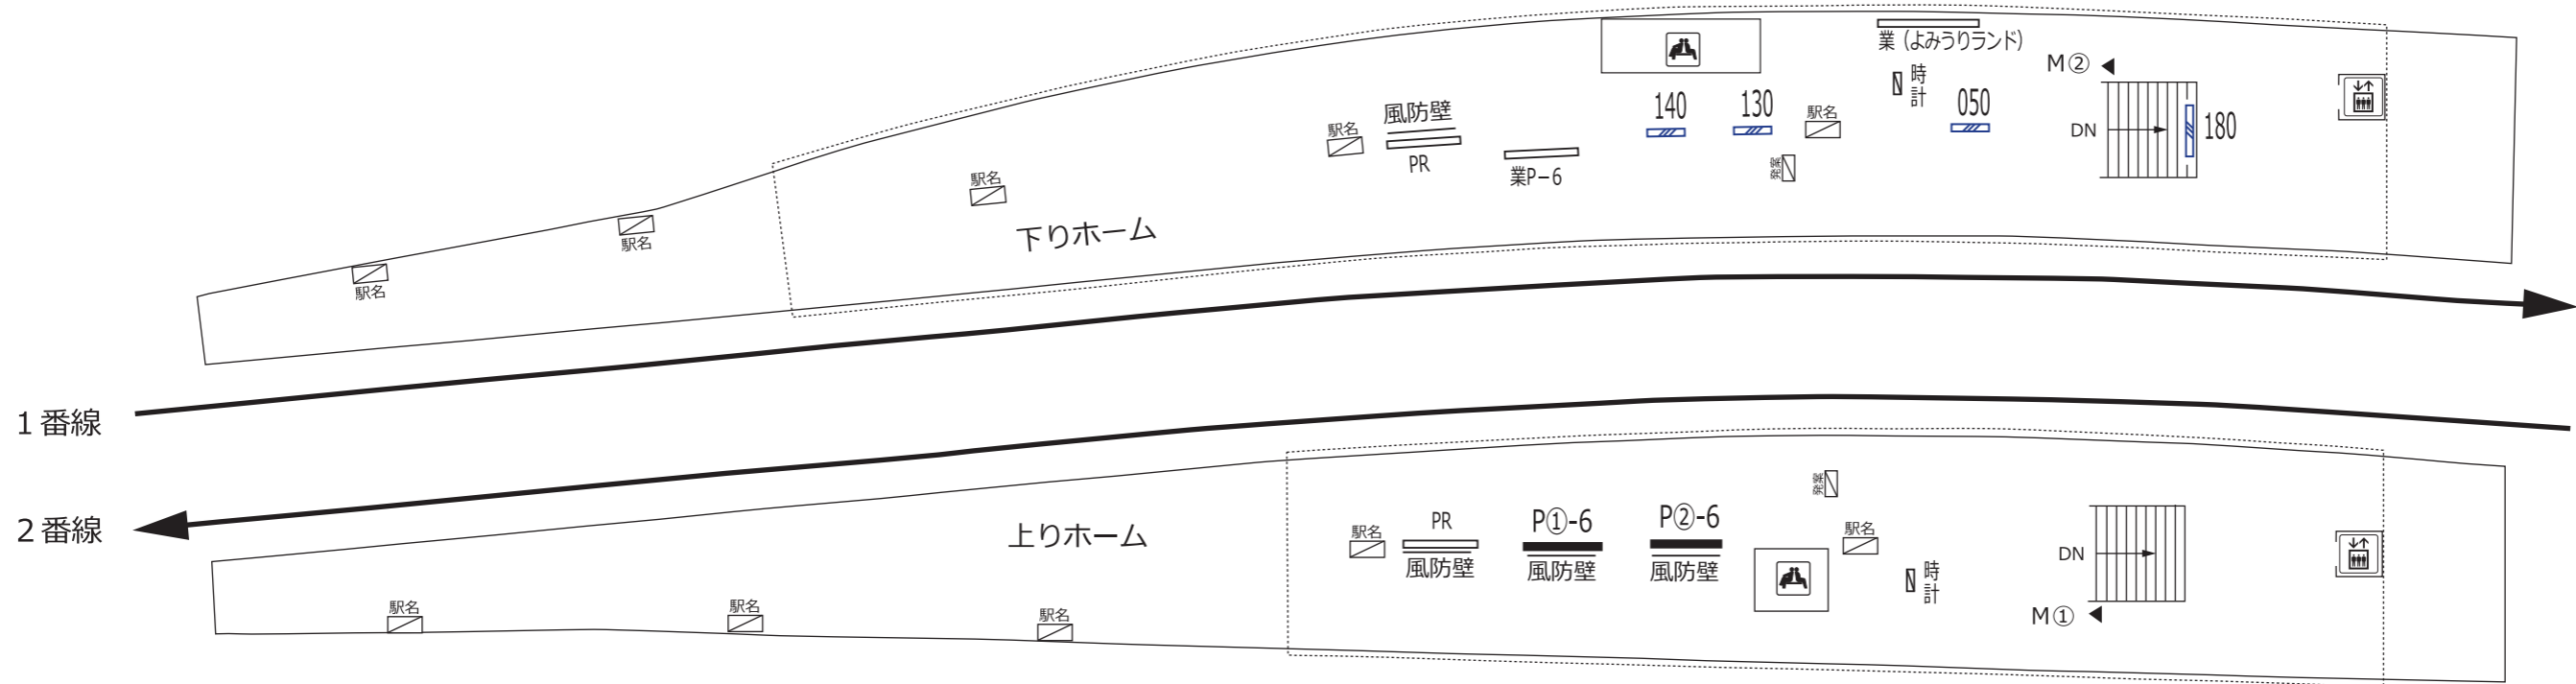 業（よみうりランド）
M②
時計
駅名
風防壁
PR
業P-6
140
130
駅名
発案
050
DN
180
駅名
下りホーム
駅名
駅名
1番線
2番線
上りホーム
駅名
PR
風防壁
P①-6
風防壁
P②-6
風防壁
発案
駅名
時計
DN
M①
駅名
駅名
駅名